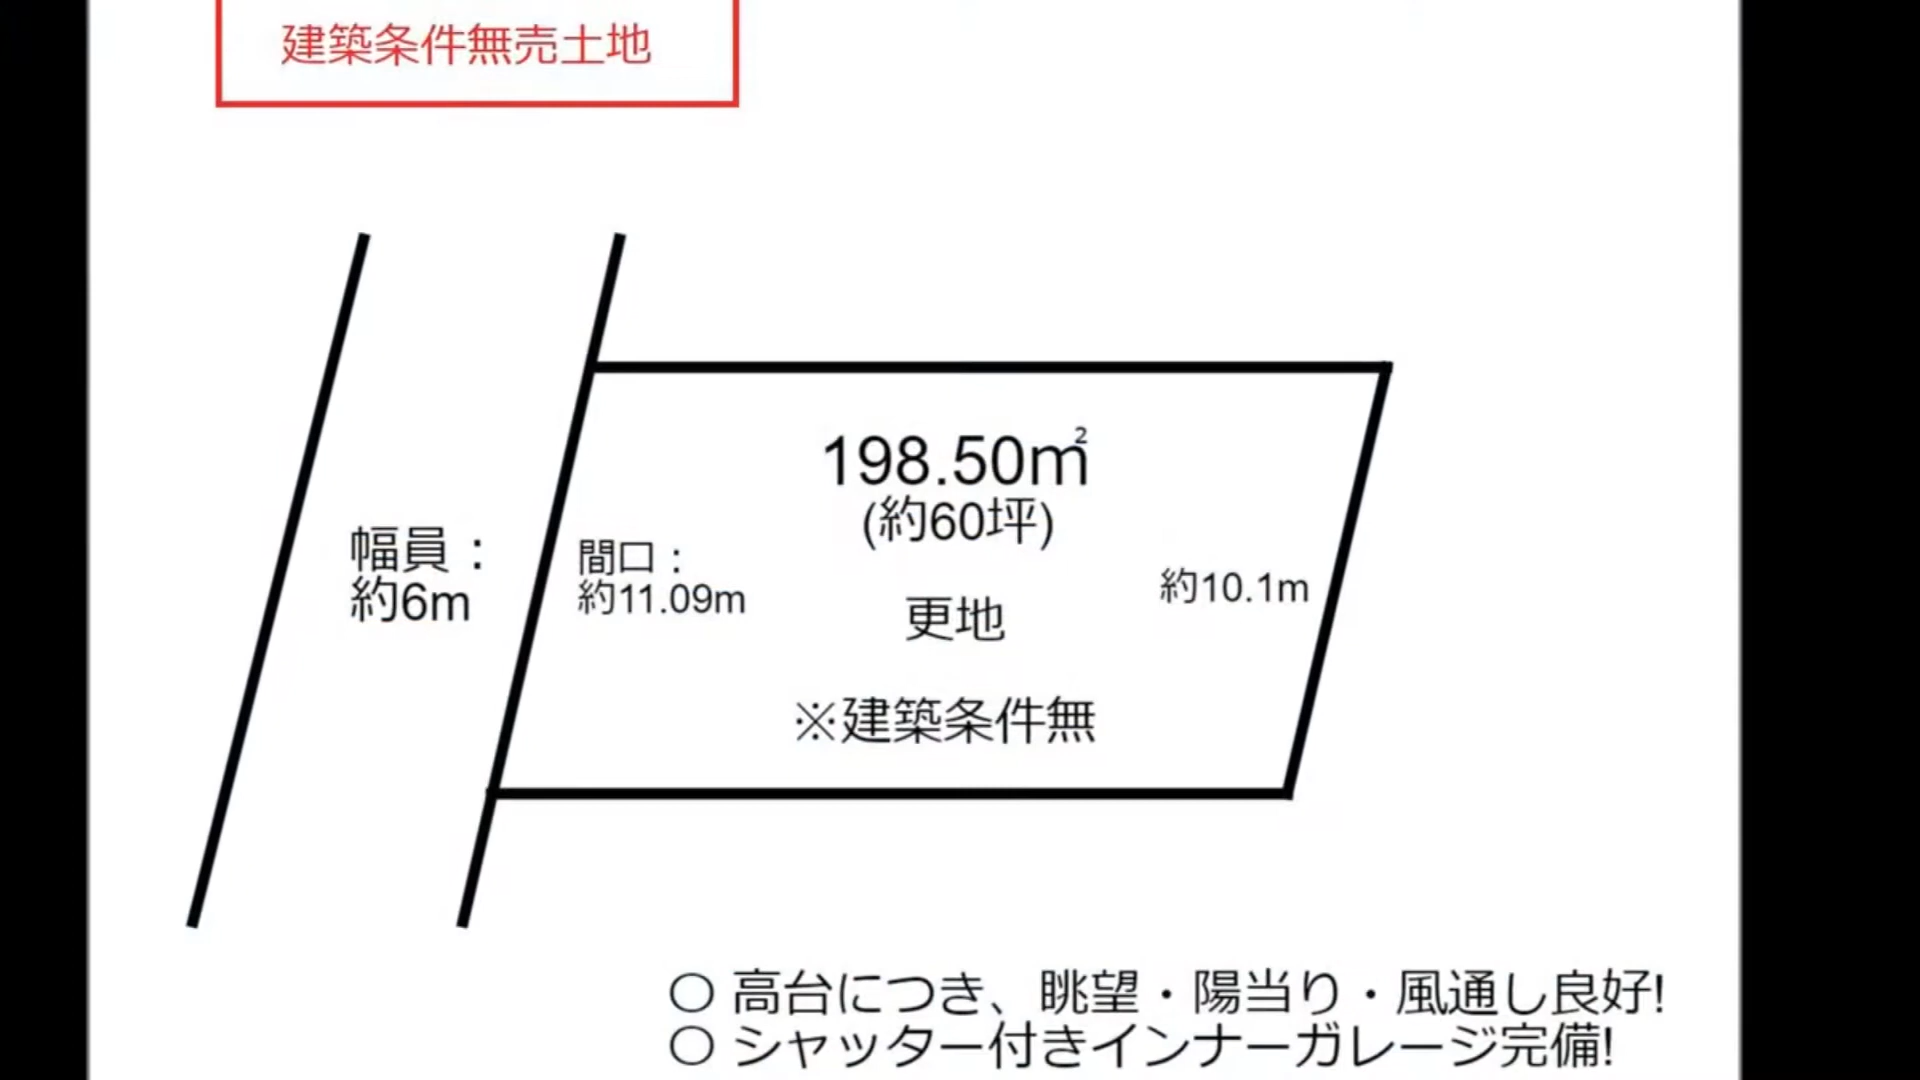 建築条件無売土地
198.50㎡
(約60坪)
幅員：
約6m
間口：
約11.09m
約10.1m
更地
※建築条件無
○ 高台につき、眺望・陽当り・風通し良好!
○ シャッター付きインナーガレージ完備!